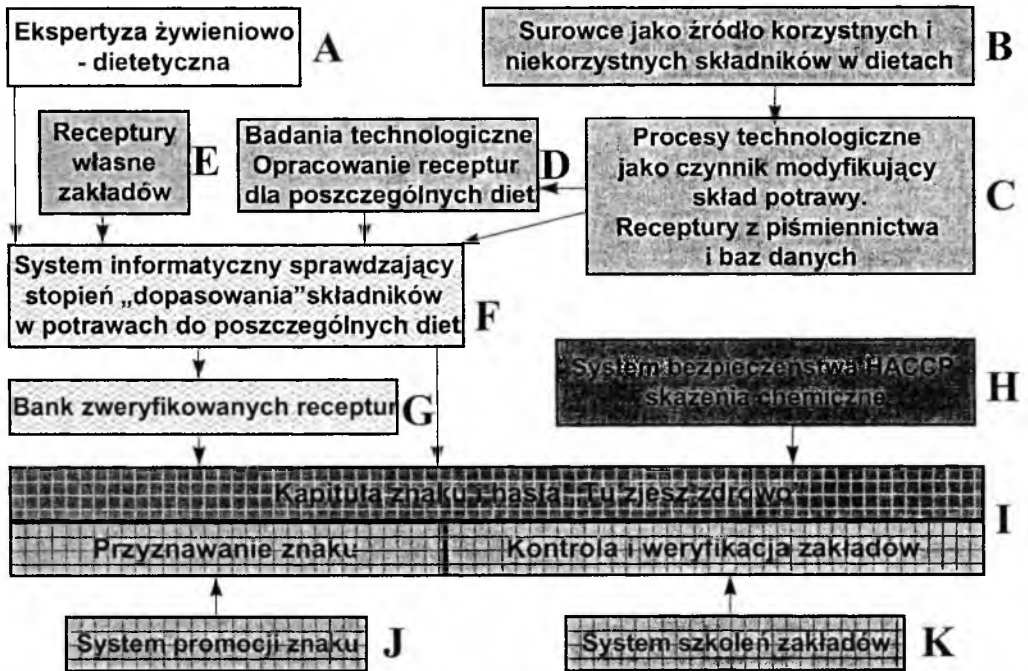 Ekspertyza żywieniowo
- dietetyczna
A
Surowce jako źródło korzystnych i
niekorzystnych składników w dietach
B
Receptury
własne
zakładów
E
Badania technologiczne
Opracowanie receptur
dla poszczególnych diet
D
Procesy technologiczne
jako czynnik modyfikujący
skład potrawy.
Receptury z piśmiennictwa
i baz danych
C
System informatyczny sprawdzający
stopień „dopasowania”składników
w potrawach do poszczególnych diet
F
System bezpieczeństwa HACCP
skażenia chemiczne
H
Bank zweryfikowanych receptur
G
Kapituła znaku i hasła „Tu zjesz zdrowo”
I
Przyznawanie znaku
Kontrola i weryfikacja zakładów
System promocji znaku
J
System szkoleń zakładów
K